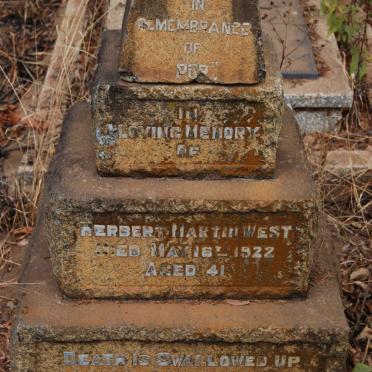 IN
REMEMBRANCE
OF
IN
LOVING MEMORY
OF
HERBERT MARTIN WEST
DIED MAY 18TH 1922
AGED 41
DEATH IS SWALLOWED UP